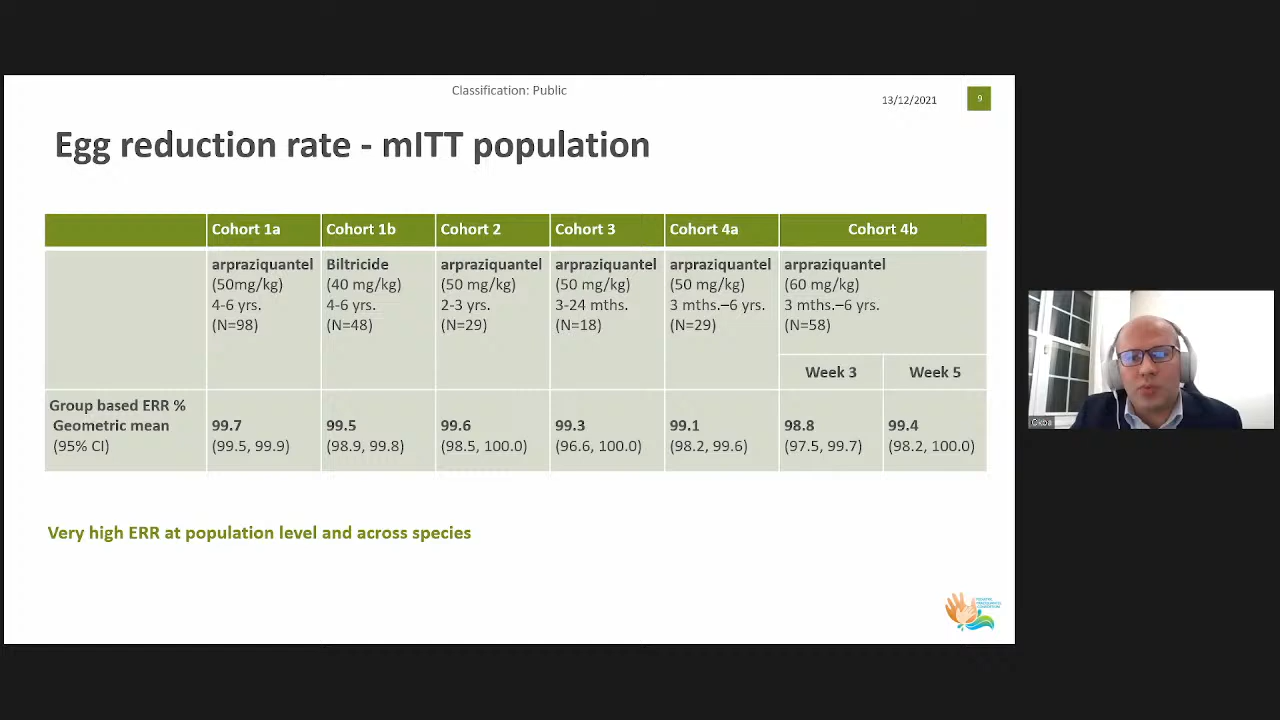 Classification: Public
13/12/2021
9
Egg reduction rate - mITT population
Cohort 1a
Cohort 1b
Cohort 2
Cohort 3
Cohort 4a
Cohort 4b
arpraziquantel
(50mg/kg)
4-6 yrs.
(N=98)
Biltricide
(40 mg/kg)
4-6 yrs.
(N=48)
arpraziquantel
(50 mg/kg)
2-3 yrs.
(N=29)
arpraziquantel
(50 mg/kg)
3-24 mths.
(N=18)
arpraziquantel
(50 mg/kg)
3 mths.–6 yrs.
(N=29)
arpraziquantel
(60 mg/kg)
3 mths.–6 yrs.
(N=58)
Week 3
Week 5
Group based ERR %
Geometric mean
(95% CI)
99.7
(99.5, 99.9)
99.5
(98.9, 99.8)
99.6
(98.5, 100.0)
99.3
(96.6, 100.0)
99.1
(98.2, 99.6)
98.8
(97.5, 99.7)
99.4
(98.2, 100.0)
Very high ERR at population level and across species
PEDIATRIC
PRAZIQUANTEL
CONSORTIUM
Okba